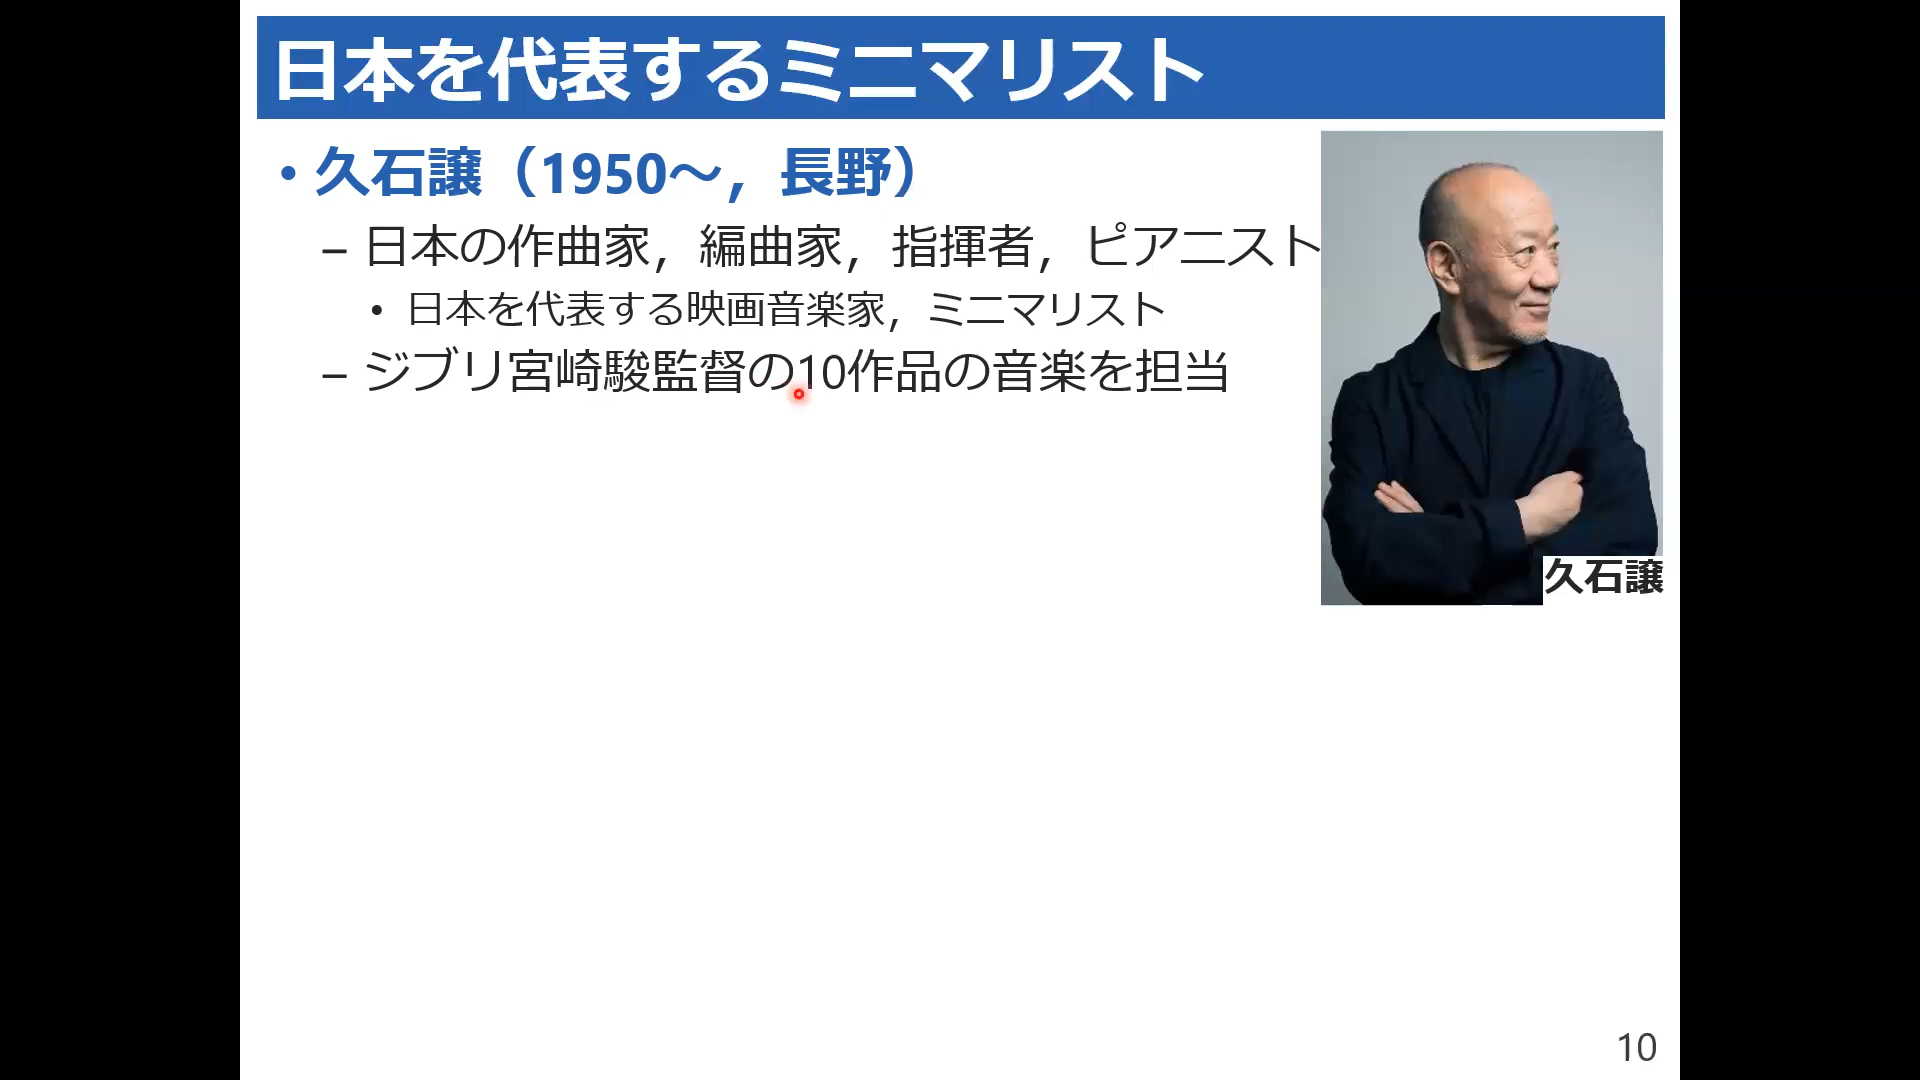 日本を代表するミニマリスト
• 久石譲（1950～，長野）
– 日本の作曲家，編曲家，指揮者，ピアニスト
• 日本を代表する映画音楽家，ミニマリスト
– ジブリ宮崎駿監督の10作品の音楽を担当
久石譲
10